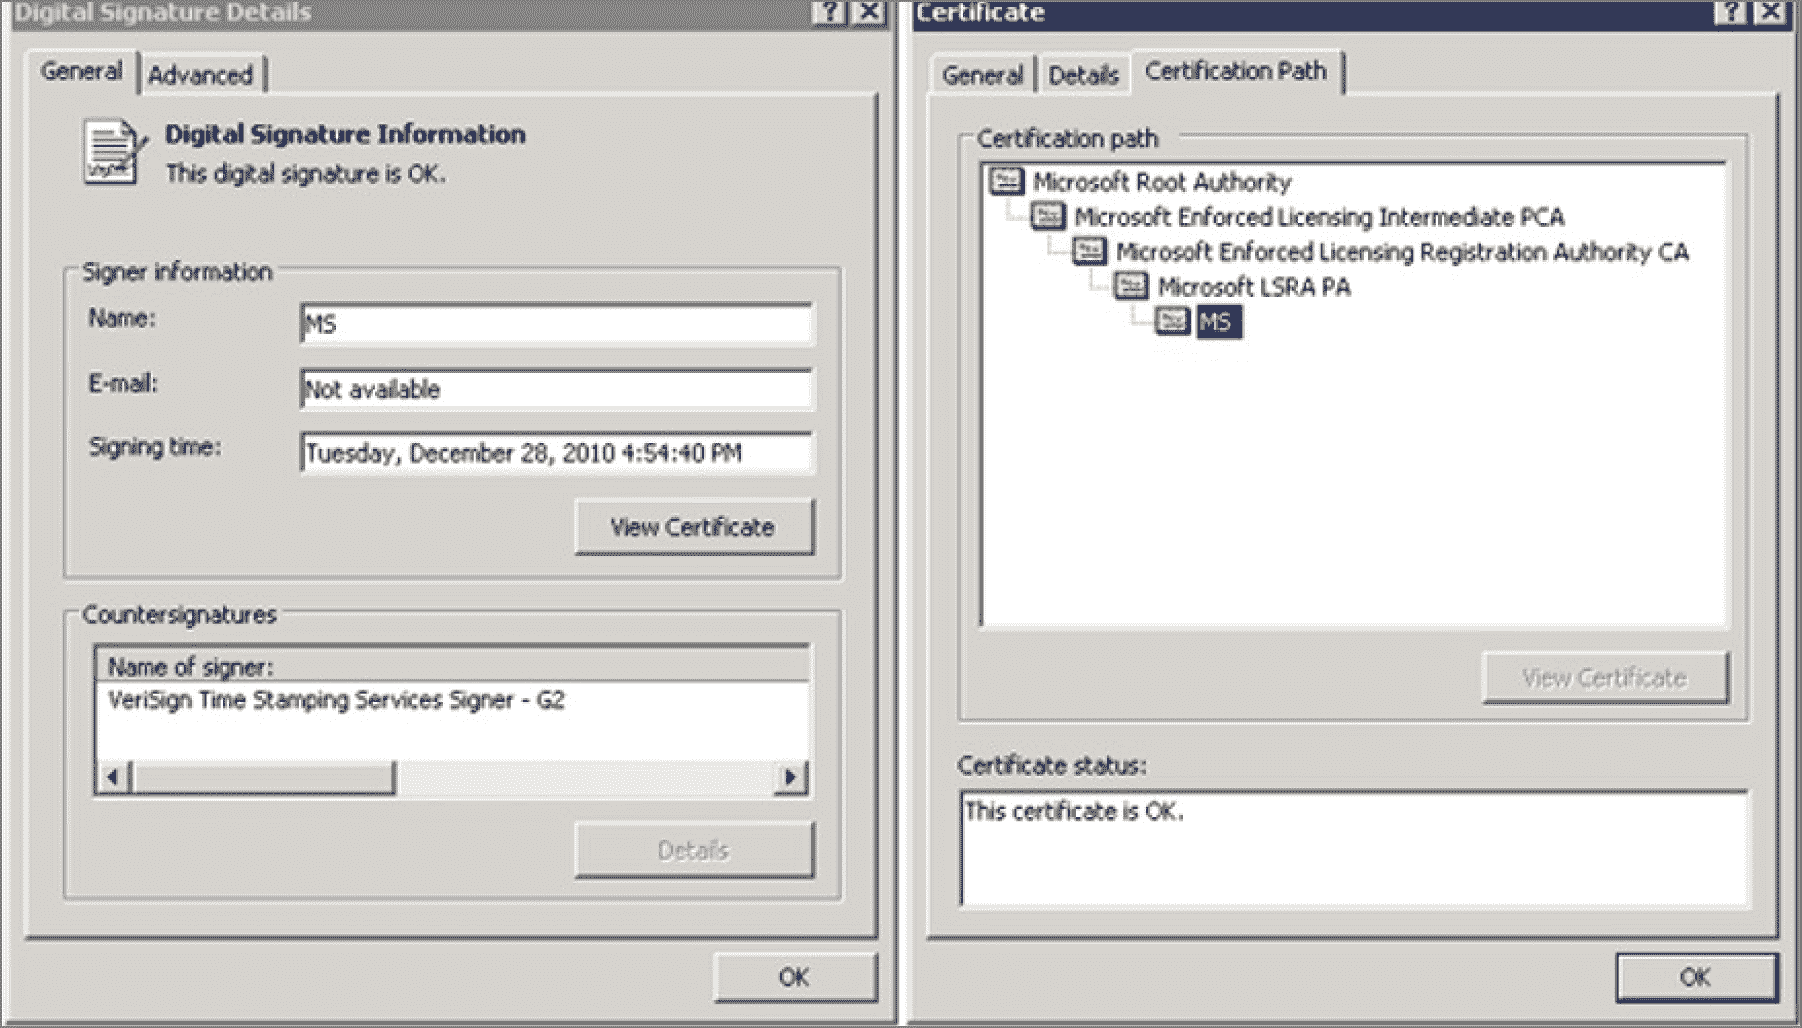 Digital Signature Details
General
Advanced
Digital Signature Information
This digital signature is OK.
Signer information
Name:
MS
E-mail:
Not available
Signing time:
Tuesday, December 28, 2010 4:54:40 PM
View Certificate
Countersignatures
Name of signer:
VeriSign Time Stamping Services Signer - G2
Details
OK
Certificate
General
Details
Certification Path
Certification path
Microsoft Root Authority
Microsoft Enforced Licensing Intermediate PCA
Microsoft Enforced Licensing Registration Authority CA
Microsoft LSRA PA
MS
View Certificate
Certificate status:
This certificate is OK.
OK